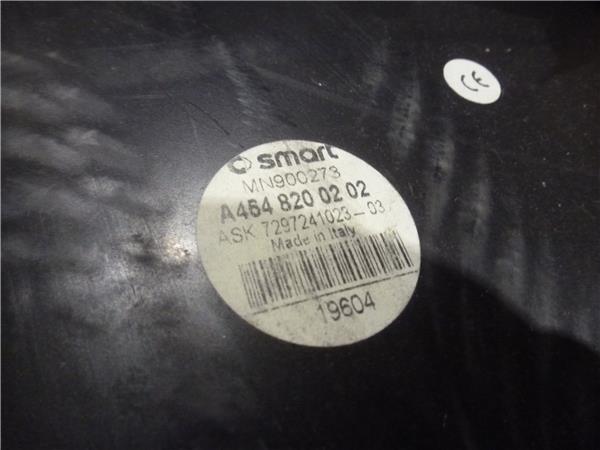 smart
MN900273
A454 820 02 02
ASK 7297241023-03
Made in Italy
19604
CE